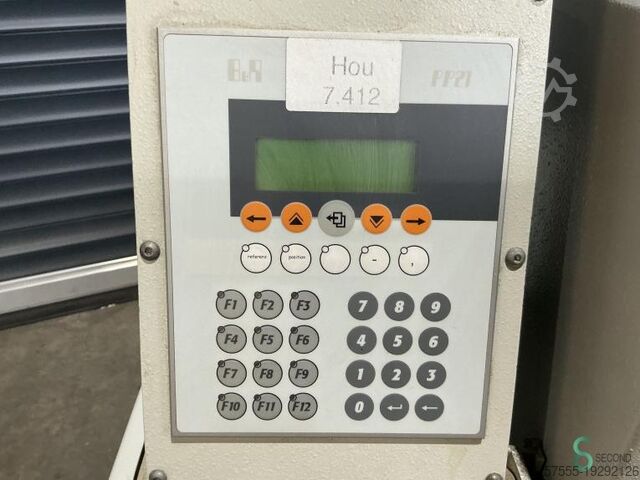 B&R
Hou
7.412
PP21
reference
position
- ,
F1 F2 F3 7 8 9
F4 F5 F6 4 5 6
F7 F8 F9 1 2 3
F10 F11 F12 0
SECOND
57555-19292126